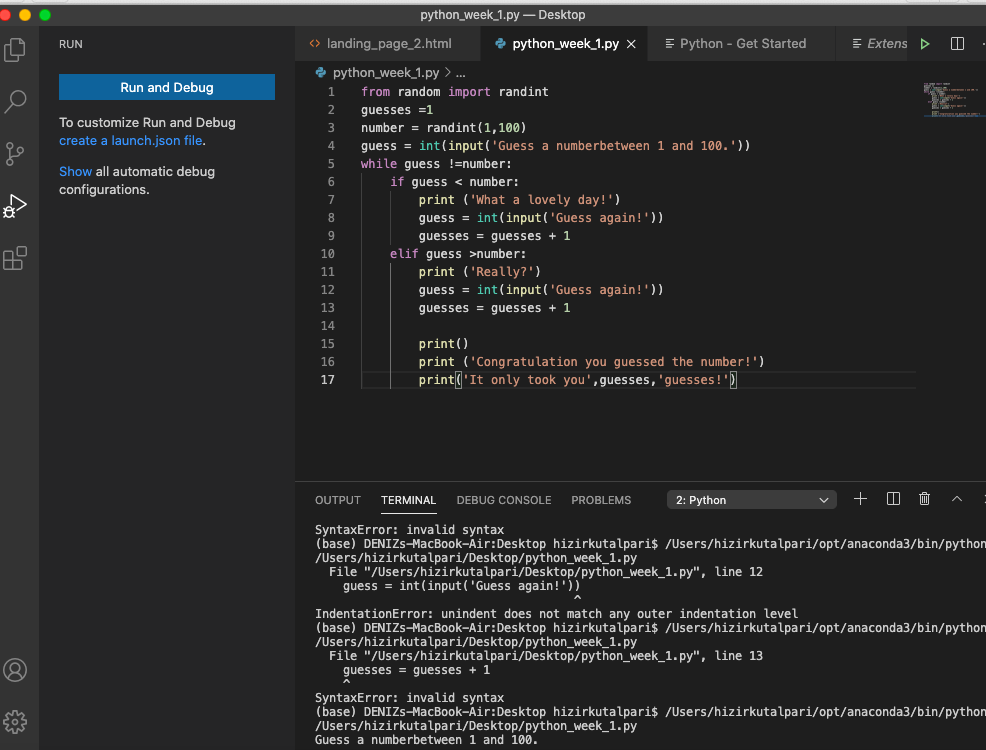 python_week_1.py — Desktop
RUN
Run and Debug
To customize Run and Debug
create a launch.json file.
Show all automatic debug
configurations.
landing_page_2.html
python_week_1.py
Python - Get Started
Extens
python_week_1.py > ...
1 from random import randint
2 guesses =1
3 number = randint(1,100)
4 guess = int(input('Guess a numberbetween 1 and 100.'))
5 while guess !=number:
6 if guess < number:
7 print ('What a lovely day!')
8 guess = int(input('Guess again!'))
9 guesses = guesses + 1
10 elif guess >number:
11 print ('Really?')
12 guess = int(input('Guess again!'))
13 guesses = guesses + 1
14
15 print()
16 print ('Congratulation you guessed the number!')
17 print('It only took you',guesses,'guesses!')
OUTPUT TERMINAL DEBUG CONSOLE PROBLEMS 2: Python
SyntaxError: invalid syntax
(base) DENIZs-MacBook-Air:Desktop hizirkutalpari$ /Users/hizirkutalpari/opt/anaconda3/bin/python
/Users/hizirkutalpari/Desktop/python_week_1.py
File "/Users/hizirkutalpari/Desktop/python_week_1.py", line 12
guess = int(input('Guess again!'))
^
IndentationError: unindent does not match any outer indentation level
(base) DENIZs-MacBook-Air:Desktop hizirkutalpari$ /Users/hizirkutalpari/opt/anaconda3/bin/python
/Users/hizirkutalpari/Desktop/python_week_1.py
File "/Users/hizirkutalpari/Desktop/python_week_1.py", line 13
guesses = guesses + 1
^
SyntaxError: invalid syntax
(base) DENIZs-MacBook-Air:Desktop hizirkutalpari$ /Users/hizirkutalpari/opt/anaconda3/bin/python
/Users/hizirkutalpari/Desktop/python_week_1.py
Guess a numberbetween 1 and 100.